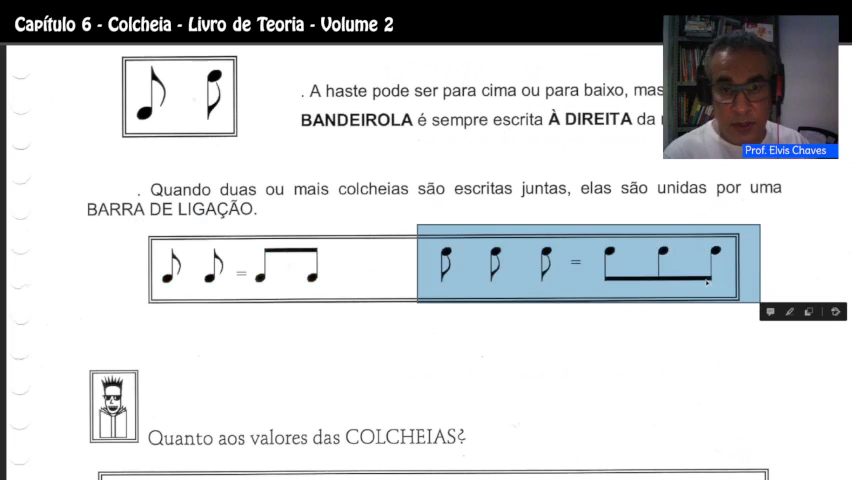 Capítulo 6 - Colcheia - Livro de Teoria - Volume 2
. A haste pode ser para cima ou para baixo, mas
BANDEIROLA é sempre escrita À DIREITA da
Prof. Elvis Chaves
. Quando duas ou mais colcheias são escritas juntas, elas são unidas por uma
BARRA DE LIGAÇÃO.
=
=
Quanto aos valores das COLCHEIAS?